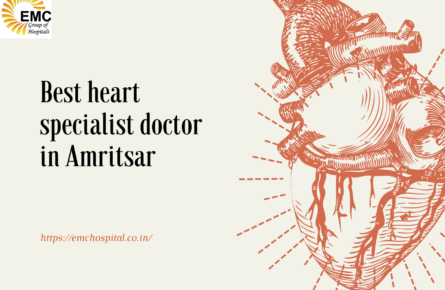 EMC
Group of
Hospitals
Best heart
specialist doctor
in Amritsar
https://emchospital.co.in/